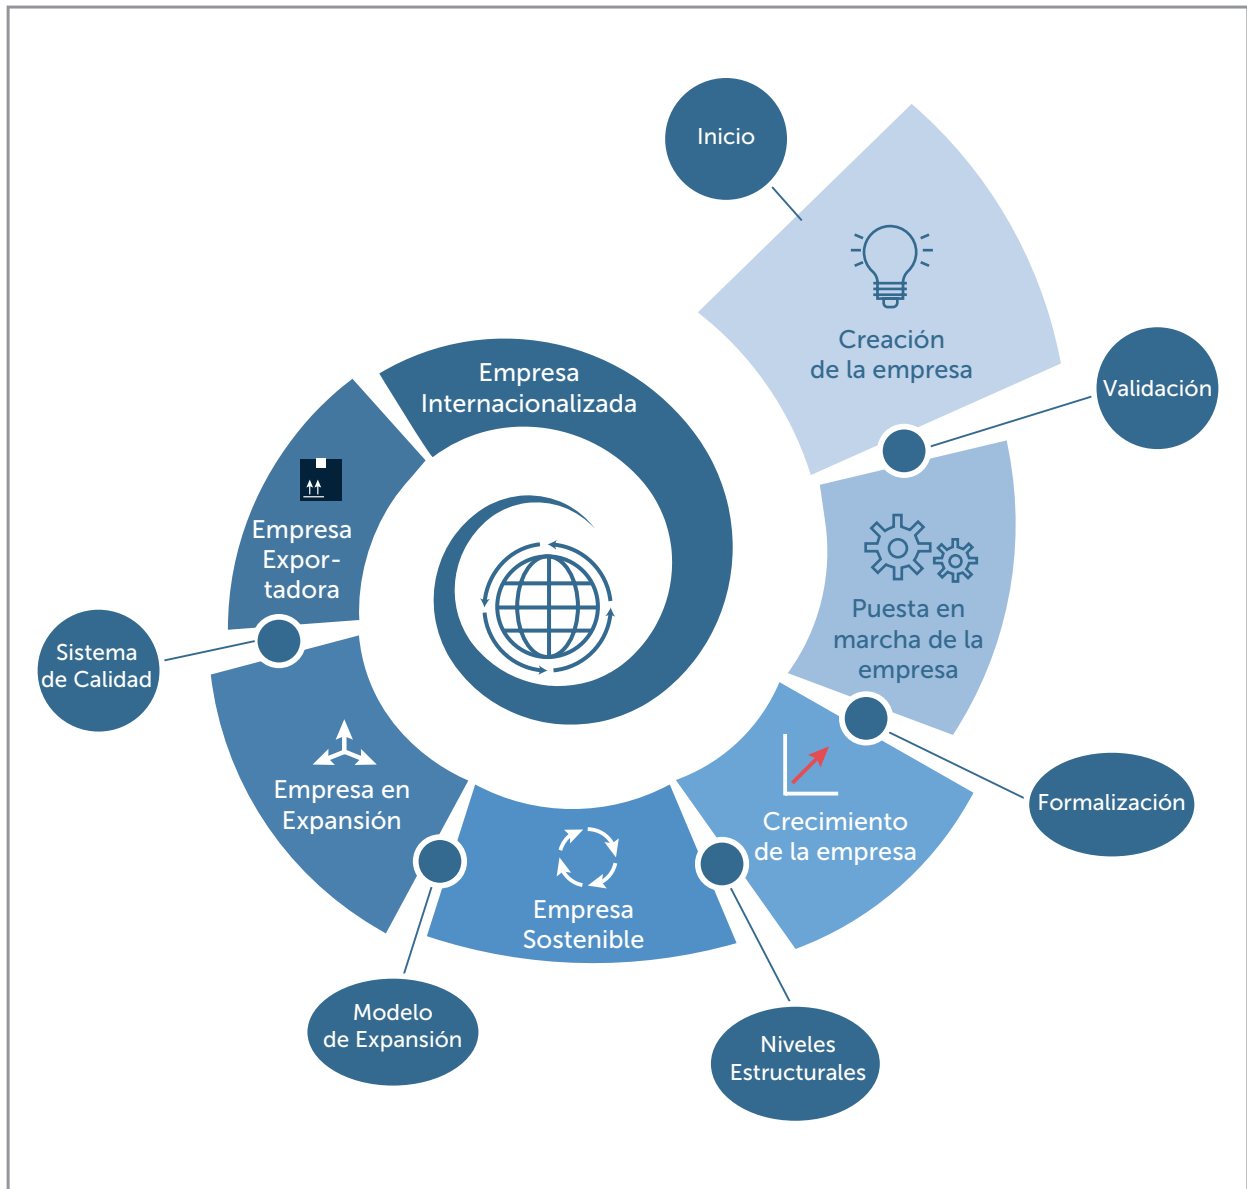 Inicio
Creación
de la empresa
Validación
Puesta en
marcha de la
empresa
Formalización
Crecimiento
de la empresa
Niveles
Estructurales
Empresa
Sostenible
Modelo
de Expansión
Empresa en
Expansión
Sistema
de Calidad
Empresa
Expor-
tadora
Empresa
Internacionalizada